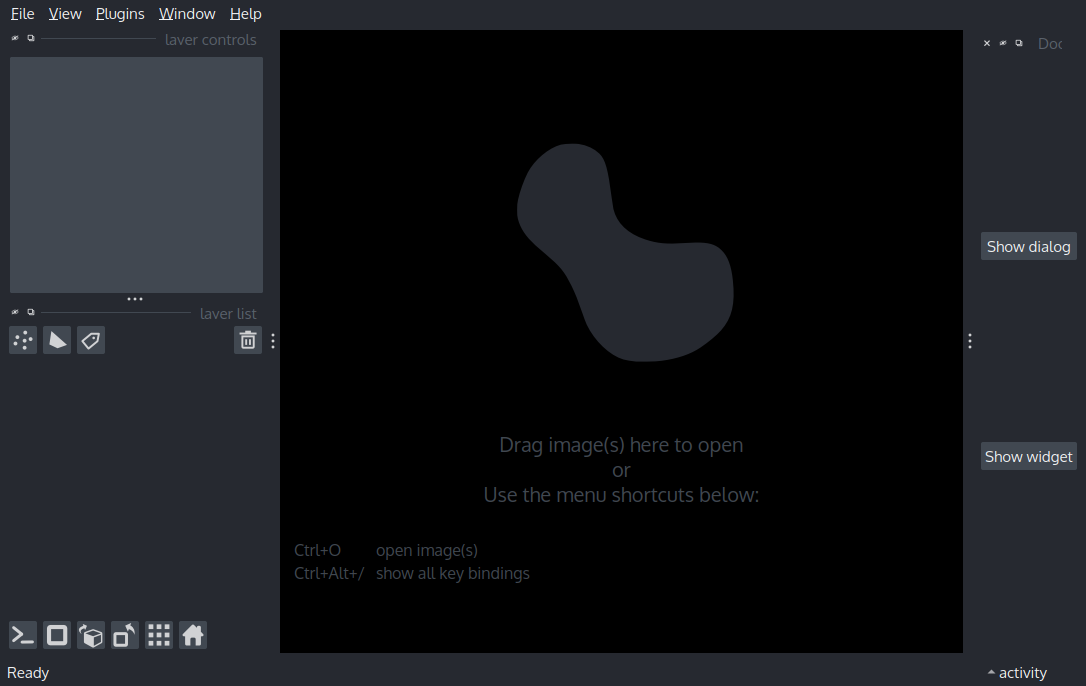 File View Plugins Window Help
layer controls
Doc
Show dialog
layer list
Drag image(s) here to open
or
Use the menu shortcuts below:
Show widget
Ctrl+O open image(s)
Ctrl+Alt+/ show all key bindings
Ready
activity